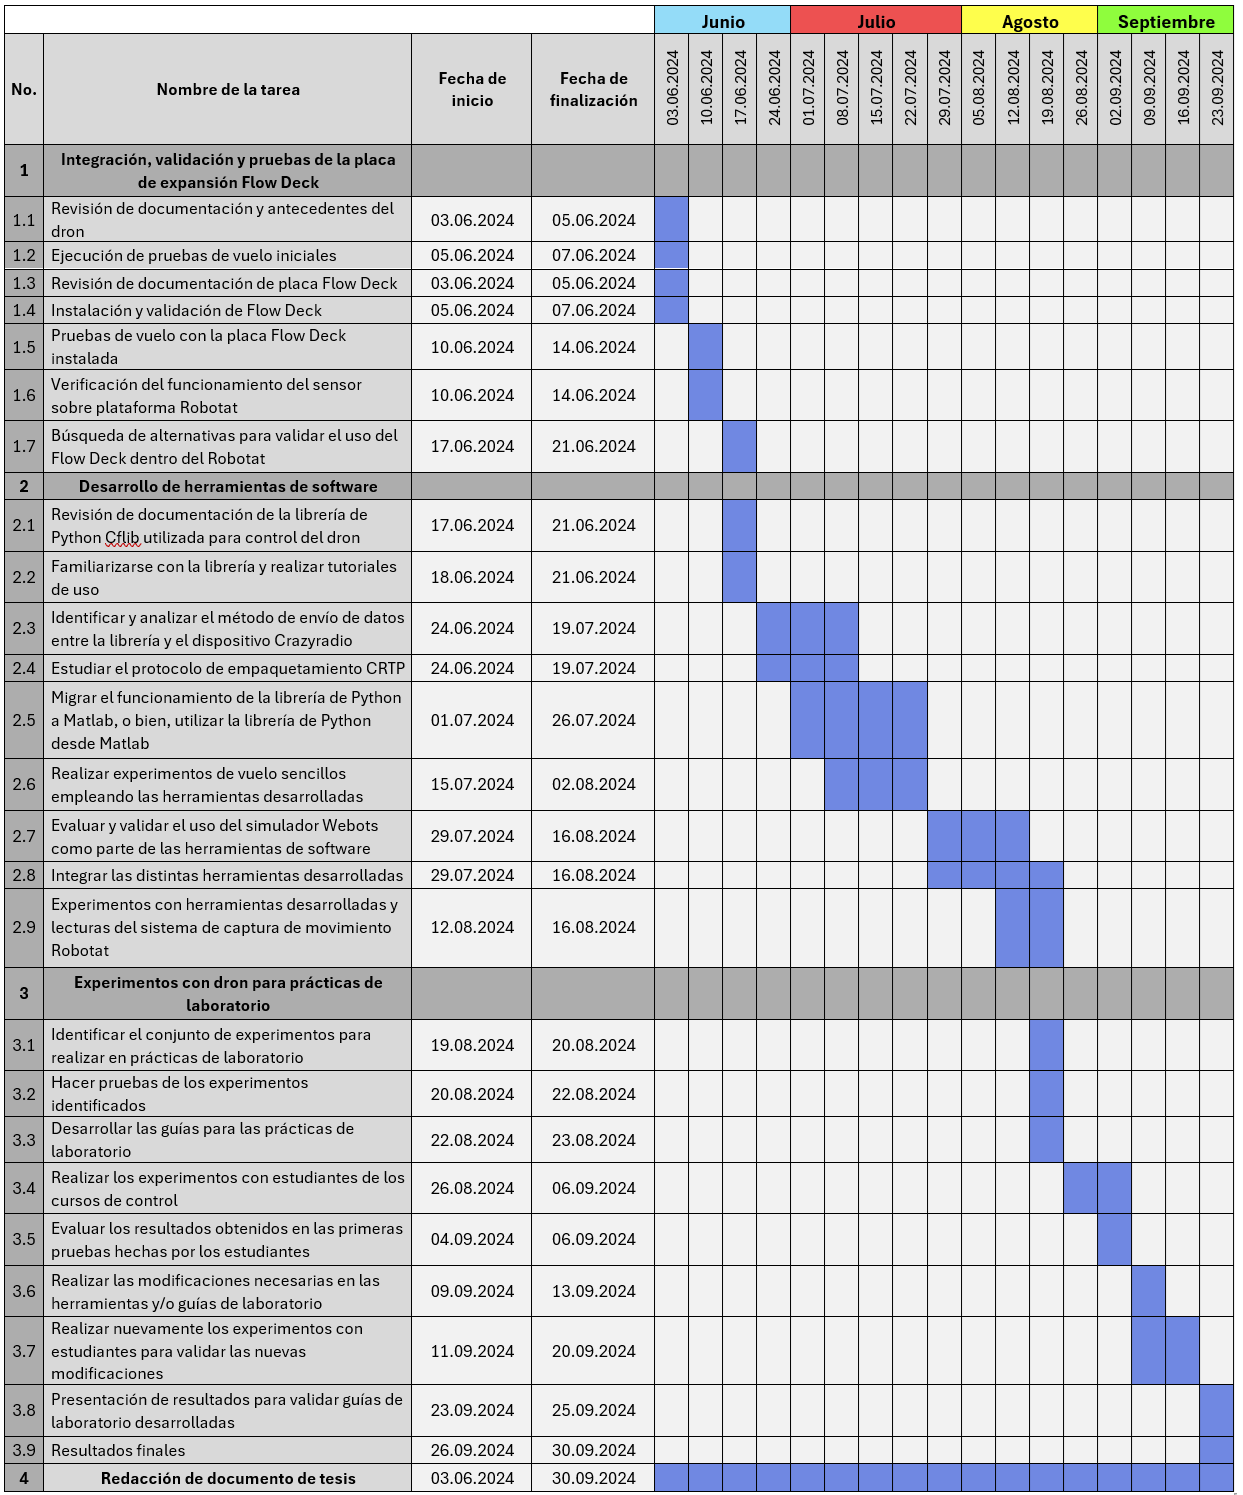 Junio Julio Agosto Septiembre
No. Nombre de la tarea Fecha de inicio Fecha de finalización 03.06.2024 10.06.2024 17.06.2024 24.06.2024 01.07.2024 08.07.2024 15.07.2024 22.07.2024 29.07.2024 05.08.2024 12.08.2024 19.08.2024 26.08.2024 02.09.2024 09.09.2024 16.09.2024 23.09.2024
1 Integración, validación y pruebas de la placa
de expansión Flow Deck
1.1 Revisión de documentación y antecedentes del
dron 03.06.2024 05.06.2024
1.2 Ejecución de pruebas de vuelo iniciales 05.06.2024 07.06.2024
1.3 Revisión de documentación de placa Flow Deck 03.06.2024 05.06.2024
1.4 Instalación y validación de Flow Deck 05.06.2024 07.06.2024
1.5 Pruebas de vuelo con la placa Flow Deck
instalada 10.06.2024 14.06.2024
1.6 Verificación del funcionamiento del sensor
sobre plataforma Robotat 10.06.2024 14.06.2024
1.7 Búsqueda de alternativas para validar el uso del
Flow Deck dentro del Robotat 17.06.2024 21.06.2024
2 Desarrollo de herramientas de software
2.1 Revisión de documentación de la librería de
Python Cflib utilizada para control del dron 17.06.2024 21.06.2024
2.2 Familiarizarse con la librería y realizar tutoriales
de uso 18.06.2024 21.06.2024
2.3 Identificar y analizar el método de envío de datos
entre la librería y el dispositivo Crazyradio 24.06.2024 19.07.2024
2.4 Estudiar el protocolo de empaquetamiento CRTP 24.06.2024 19.07.2024
2.5 Migrar el funcionamiento de la librería de Python
a Matlab, o bien, utilizar la librería de Python
desde Matlab 01.07.2024 26.07.2024
2.6 Realizar experimentos de vuelo sencillos
empleando las herramientas desarrolladas 15.07.2024 02.08.2024
2.7 Evaluar y validar el uso del simulador Webots
como parte de las herramientas de software 29.07.2024 16.08.2024
2.8 Integrar las distintas herramientas desarrolladas 29.07.2024 16.08.2024
2.9 Experimentos con herramientas desarrolladas y
lecturas del sistema de captura de movimiento
Robotat 12.08.2024 16.08.2024
3 Experimentos con dron para prácticas de
laboratorio
3.1 Identificar el conjunto de experimentos para
realizar en prácticas de laboratorio 19.08.2024 20.08.2024
3.2 Hacer pruebas de los experimentos
identificados 20.08.2024 22.08.2024
3.3 Desarrollar las guías para las prácticas de
laboratorio 22.08.2024 23.08.2024
3.4 Realizar los experimentos con estudiantes de los
cursos de control 26.08.2024 06.09.2024
3.5 Evaluar los resultados obtenidos en las primeras
pruebas hechas por los estudiantes 04.09.2024 06.09.2024
3.6 Realizar las modificaciones necesarias en las
herramientas y/o guías de laboratorio 09.09.2024 13.09.2024
3.7 Realizar nuevamente los experimentos con
estudiantes para validar las nuevas
modificaciones 11.09.2024 20.09.2024
3.8 Presentación de resultados para validar guías de
laboratorio desarrolladas 23.09.2024 25.09.2024
3.9 Resultados finales 26.09.2024 30.09.2024
4 Redacción de documento de tesis 03.06.2024 30.09.2024